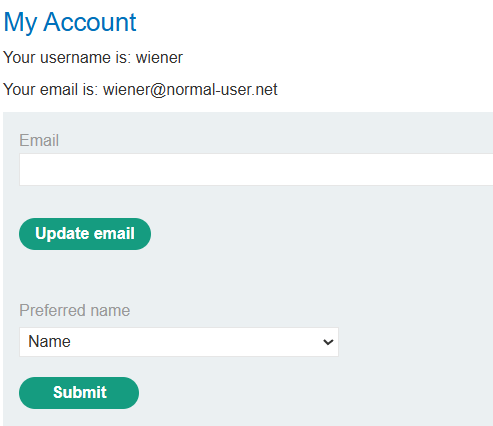 My Account
Your username is: wiener
Your email is: wiener@normal-user.net
Email
Update email
Preferred name
Name
Submit